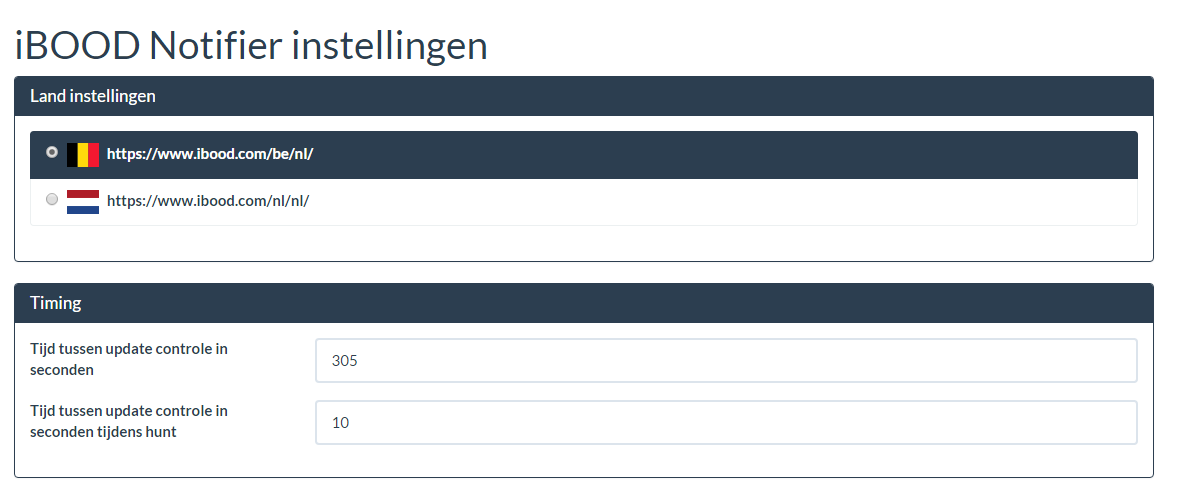 iBOOD Notifier instellingen
Land instellingen
https://www.ibood.com/be/nl/
https://www.ibood.com/nl/nl/
Timing
Tijd tussen update controle in
seconden
305
Tijd tussen update controle in
seconden tijdens hunt
10